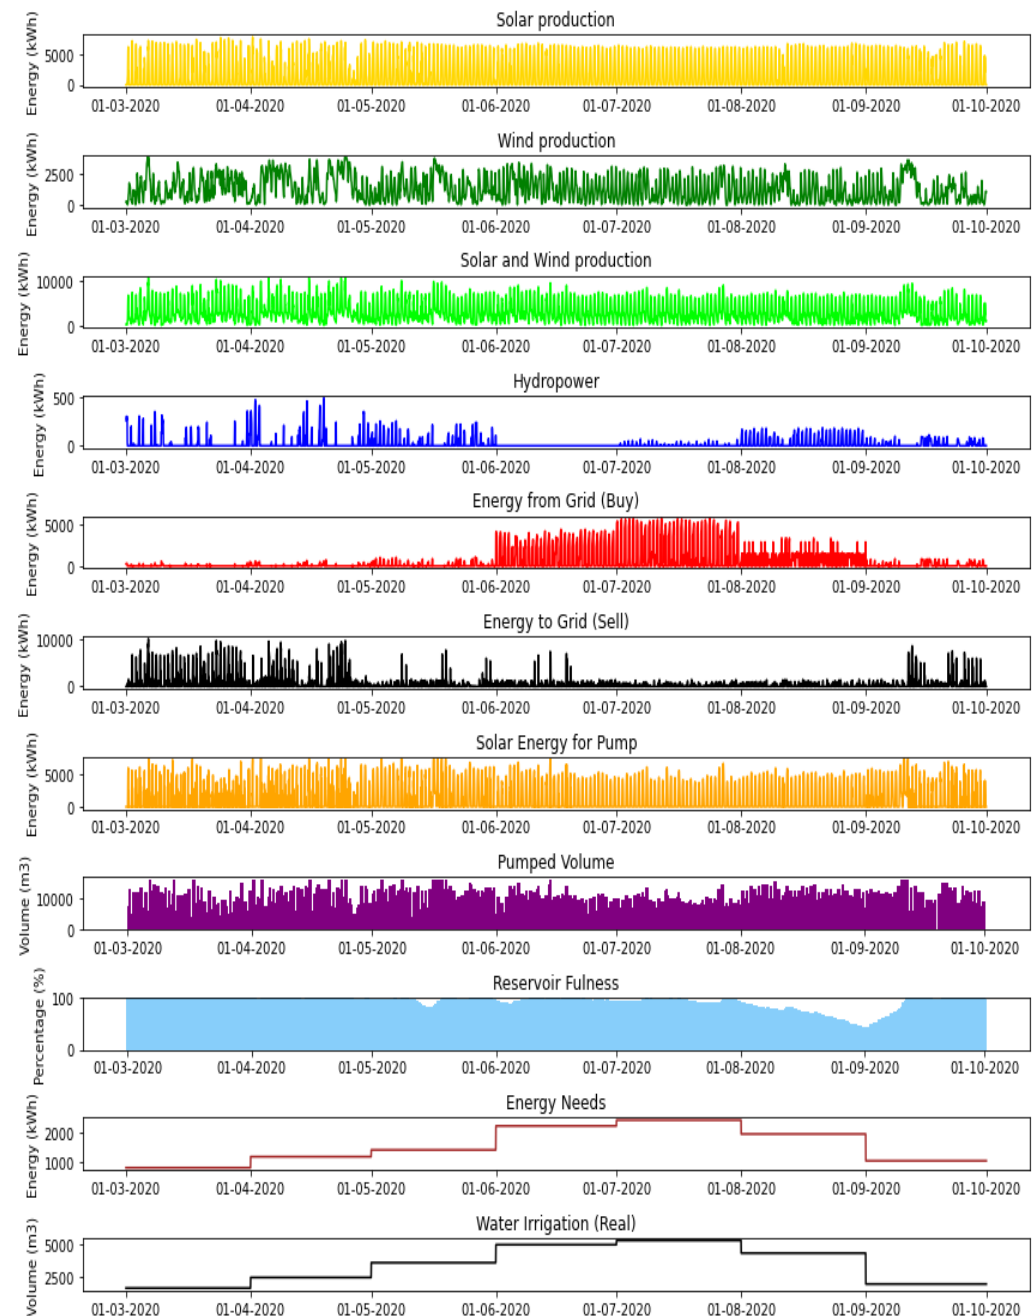 Solar production
Energy (kWh)
5000
0
01-03-2020 01-04-2020 01-05-2020 01-06-2020 01-07-2020 01-08-2020 01-09-2020 01-10-2020
Wind production
Energy (kWh)
2500
0
01-03-2020 01-04-2020 01-05-2020 01-06-2020 01-07-2020 01-08-2020 01-09-2020 01-10-2020
Solar and Wind production
Energy (kWh)
10000
0
01-03-2020 01-04-2020 01-05-2020 01-06-2020 01-07-2020 01-08-2020 01-09-2020 01-10-2020
Hydropower
Energy (kWh)
500
0
01-03-2020 01-04-2020 01-05-2020 01-06-2020 01-07-2020 01-08-2020 01-09-2020 01-10-2020
Energy from Grid (Buy)
Energy (kWh)
5000
0
01-03-2020 01-04-2020 01-05-2020 01-06-2020 01-07-2020 01-08-2020 01-09-2020 01-10-2020
Energy to Grid (Sell)
Energy (kWh)
10000
0
01-03-2020 01-04-2020 01-05-2020 01-06-2020 01-07-2020 01-08-2020 01-09-2020 01-10-2020
Solar Energy for Pump
Energy (kWh)
5000
0
01-03-2020 01-04-2020 01-05-2020 01-06-2020 01-07-2020 01-08-2020 01-09-2020 01-10-2020
Pumped Volume
Volume (m3)
10000
0
01-03-2020 01-04-2020 01-05-2020 01-06-2020 01-07-2020 01-08-2020 01-09-2020 01-10-2020
Reservoir Fulness
Percentage (%)
100
0
01-03-2020 01-04-2020 01-05-2020 01-06-2020 01-07-2020 01-08-2020 01-09-2020 01-10-2020
Energy Needs
Energy (kWh)
2000
1000
01-03-2020 01-04-2020 01-05-2020 01-06-2020 01-07-2020 01-08-2020 01-09-2020 01-10-2020
Water Irrigation (Real)
Volume (m3)
5000
2500
01-03-2020 01-04-2020 01-05-2020 01-06-2020 01-07-2020 01-08-2020 01-09-2020 01-10-2020